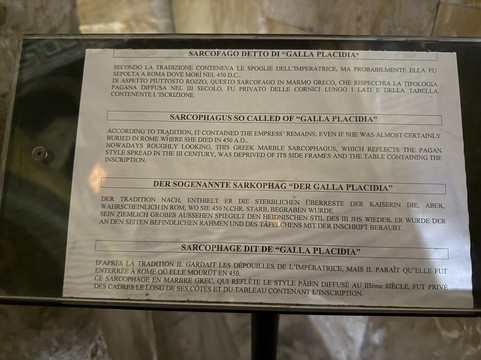 SARCOFAGO DETTO DI “GALLA PLACIDIA”
SECONDO LA TRADIZIONE CONTENEVA LE SPOGLIE DELL'IMPERATRICE, MA PROBABILMENTE ELLA FU
SEPOLTA A ROMA DOVE MORÌ NEL 450 D.C..
DI ASPETTO PIUTTOSTO ROZZO, QUESTO SARCOFAGO IN MARMO GRECO, CHE RISPECCHIA LA TIPOLOGIA
PAGANA DIFFUSA NEL III SECOLO, FU PRIVATO DELLE CORNICI LUNGO I LATI E DELLA TABELLA
CONTENENTE L'ISCRIZIONE.
SARCOPHAGUS SO CALLED OF “GALLA PLACIDIA”
ACCORDING TO TRADITION, IT CONTAINED THE EMPRESS' REMAINS, EVEN IF SHE WAS ALMOST CERTAINLY
BURIED IN ROME WHERE SHE DIED IN 450 A.D..
NOWADAYS ROUGHLY LOOKING, THIS GREEK MARBLE SARCOPHAGUS, WHICH REFLECTS THE PAGAN
STYLE SPREAD IN THE III CENTURY, WAS DEPRIVED OF ITS SIDE FRAMES AND THE TABLE CONTAINING THE
INSCRIPTION.
DER SOGENANNTE SARKOPHAG “DER GALLA PLACIDIA”
DER TRADITION NACH, ENTHIELT ER DIE STERBLICHEN ÜBERRESTE DER KAISERIN DIE, ABER,
WAHRSCHEINLICH IN ROM, WO SIE 450 N.CHR. STARB, BEGRABEN WURDE.
SEIN ZIEMLICH GROBES AUSSEHEN SPIEGELT DEN HEIDNISCHEN STIL DES III JHS WIEDER. ER WURDE DER
AN DEN SEITEN BEFINDLICHEN RAHMEN UND DES TÄFELCHENS MIT DER INSCHRIFT BERAUBT.
SARCOPHAGE DIT DE “GALLA PLACIDIA”
D'APRÈS LA TRADITION IL GARDAIT LES DÉPOUILLES DE L'IMPÉRATRICE, MAIS IL PARAÎT QU'ELLE FUT
ENTERRÉE À ROME OÙ ELLE MOURÛT EN 450.
CE SARCOPHAGE EN MARBRE GREC, QUI REFLÈTE LE STYLE PAÏEN DIFFUSÉ AU IIIème SIÈCLE, FUT PRIVÉ
DES CADRES LE LONG DE SES CÔTÉS ET DU TABLEAU CONTENANT L'INSCRIPTION.